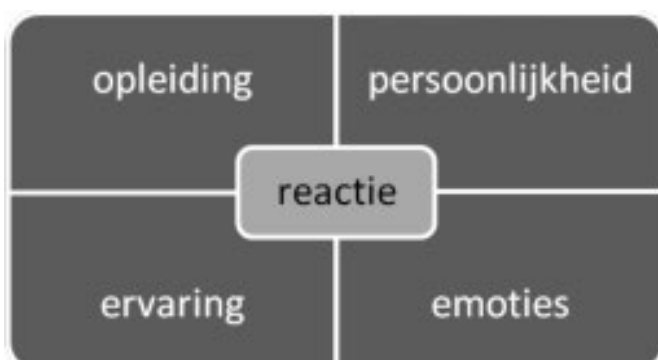 opleiding
persoonlijkheid
reactie
ervaring
emoties